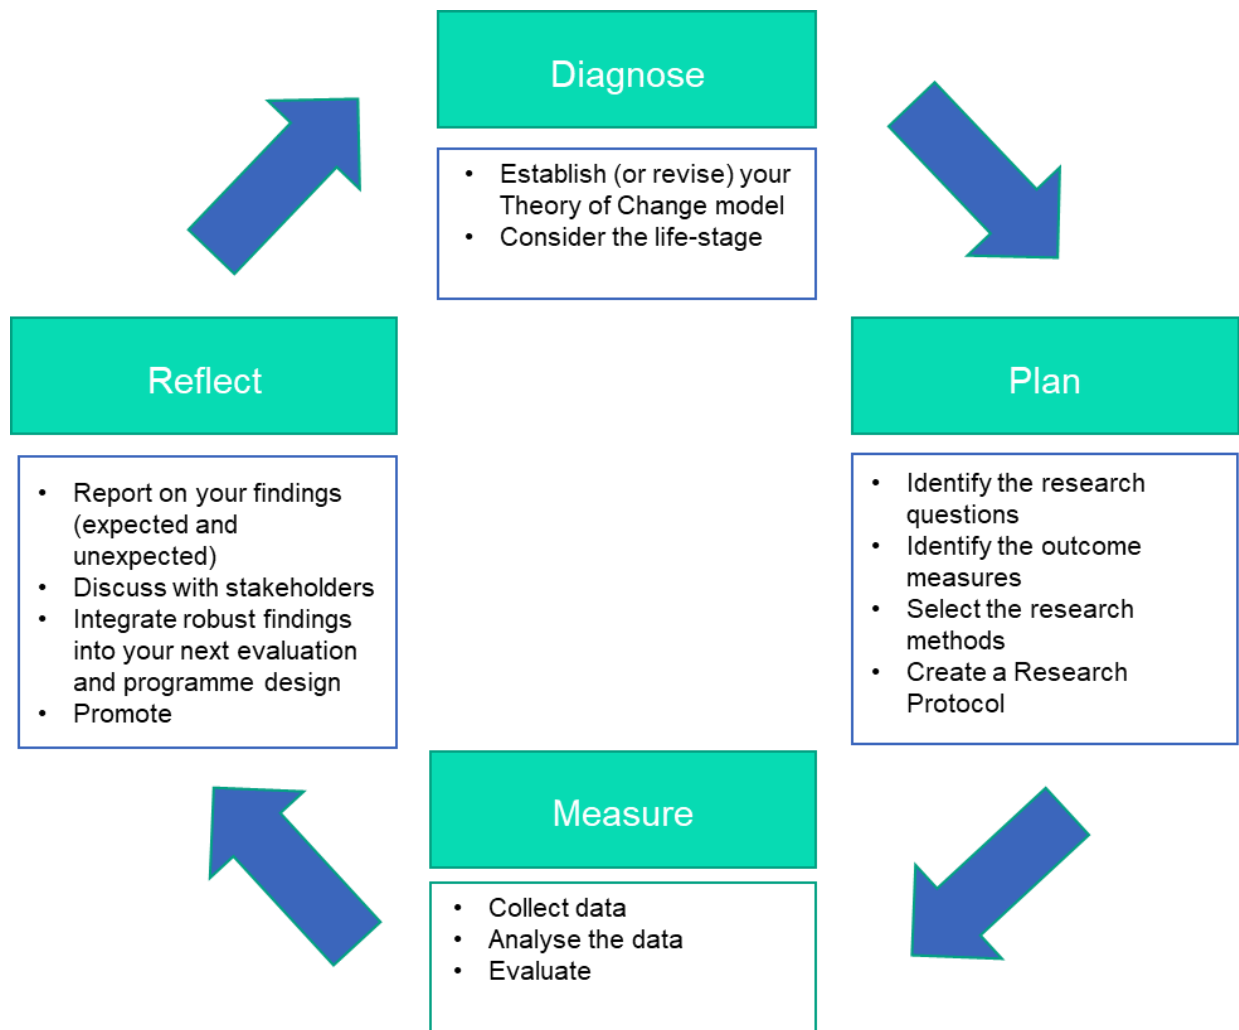 Diagnose
• Establish (or revise) your
Theory of Change model
• Consider the life-stage
Plan
• Identify the research
questions
• Identify the outcome
measures
• Select the research
methods
• Create a Research
Protocol
Measure
• Collect data
• Analyse the data
• Evaluate
Reflect
• Report on your findings
(expected and
unexpected)
• Discuss with stakeholders
• Integrate robust findings
into your next evaluation
and programme design
• Promote